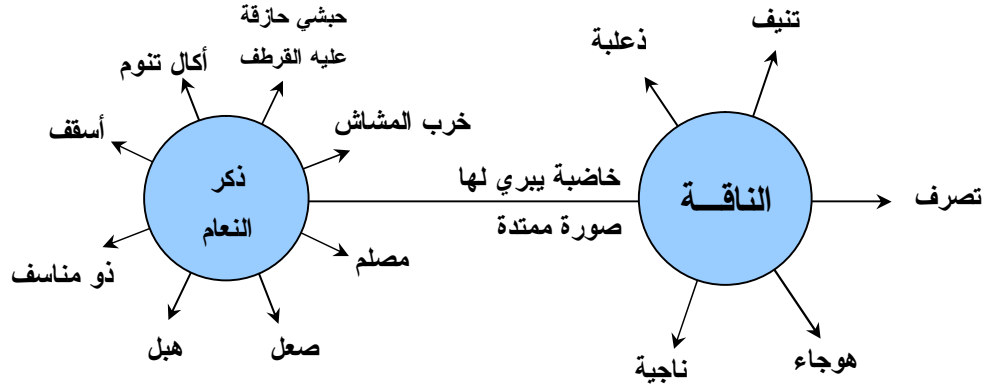 تنيف
ذعلبة
الناقـــة
تصرف
هوجاء
ناجية
خاضبة يبري لها
صورة ممتدة
حبشي حازقة
عليه القرطف
أكال تنوم
خرب المشاش
أسقف
ذكر
النعام
مصلم
ذو مناسف
صعل
هبل